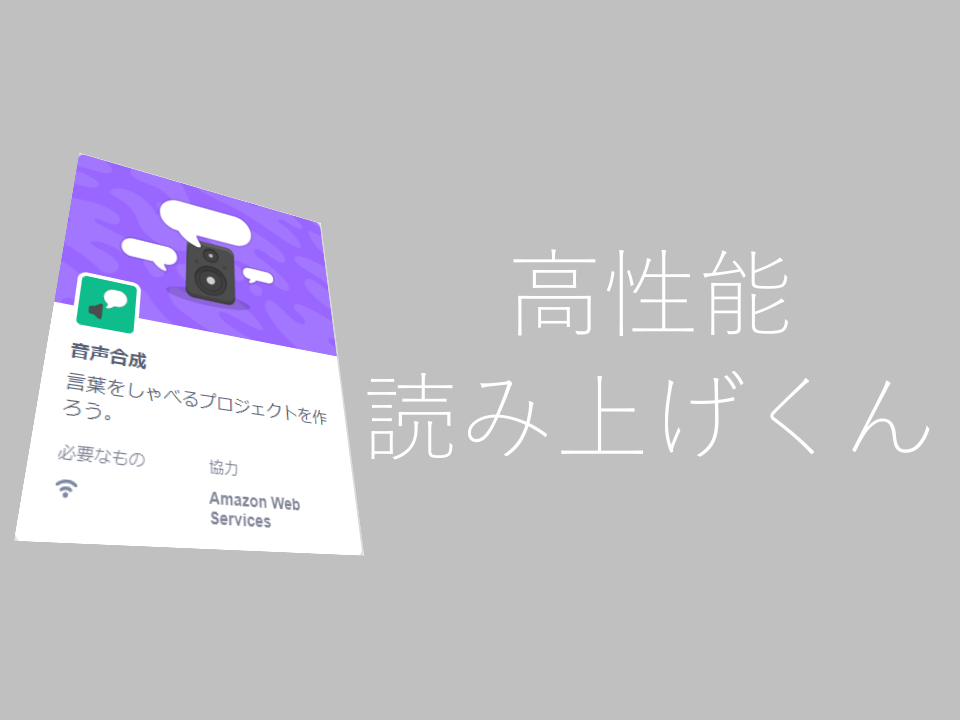 音声合成
言葉をしゃべるプロジェクトを作
ろう。
必要なもの
協力
Amazon Web
Services
高性能
読み上げくん